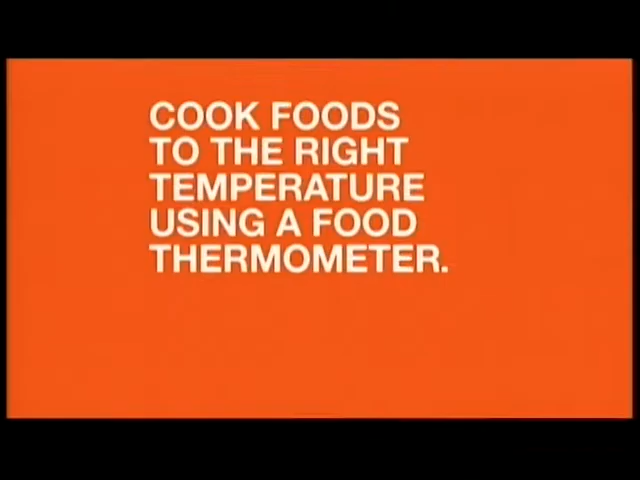 COOK FOODS
TO THE RIGHT
TEMPERATURE
USING A FOOD
THERMOMETER.